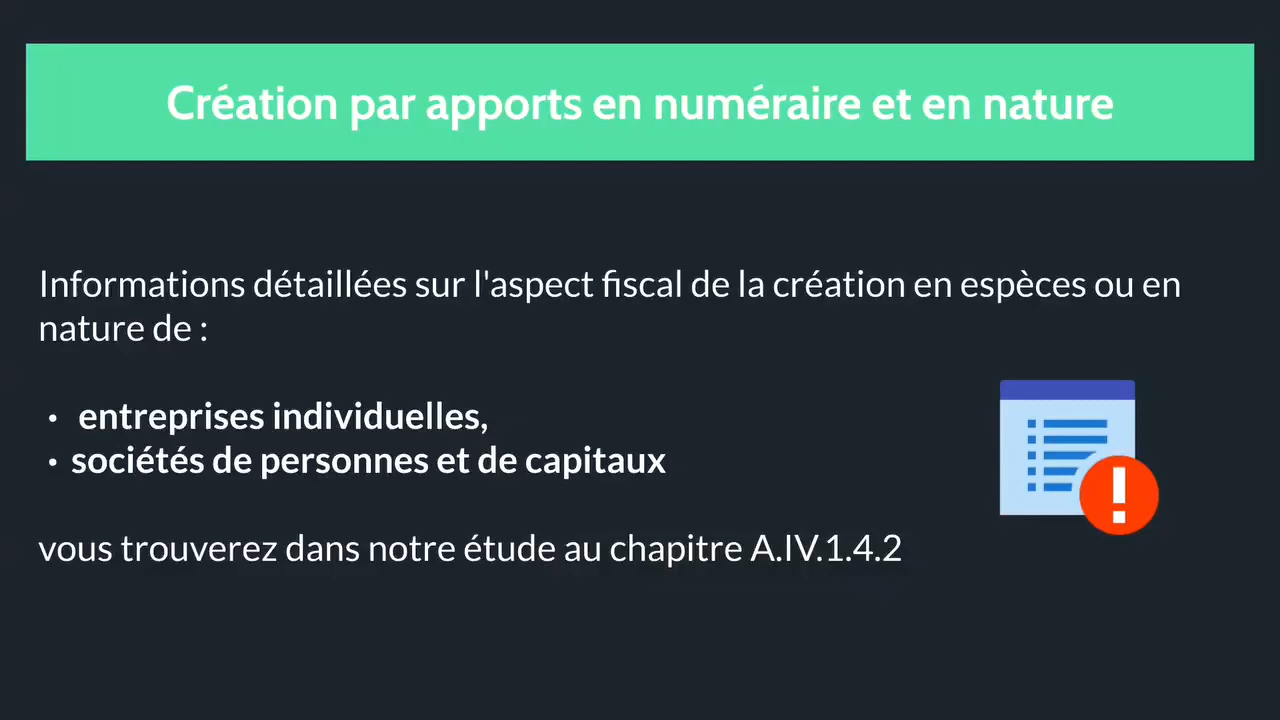 Création par apports en numéraire et en nature
Informations détaillées sur l'aspect fiscal de la création en espèces ou en
nature de :
• entreprises individuelles,
• sociétés de personnes et de capitaux
vous trouverez dans notre étude au chapitre A.IV.1.4.2